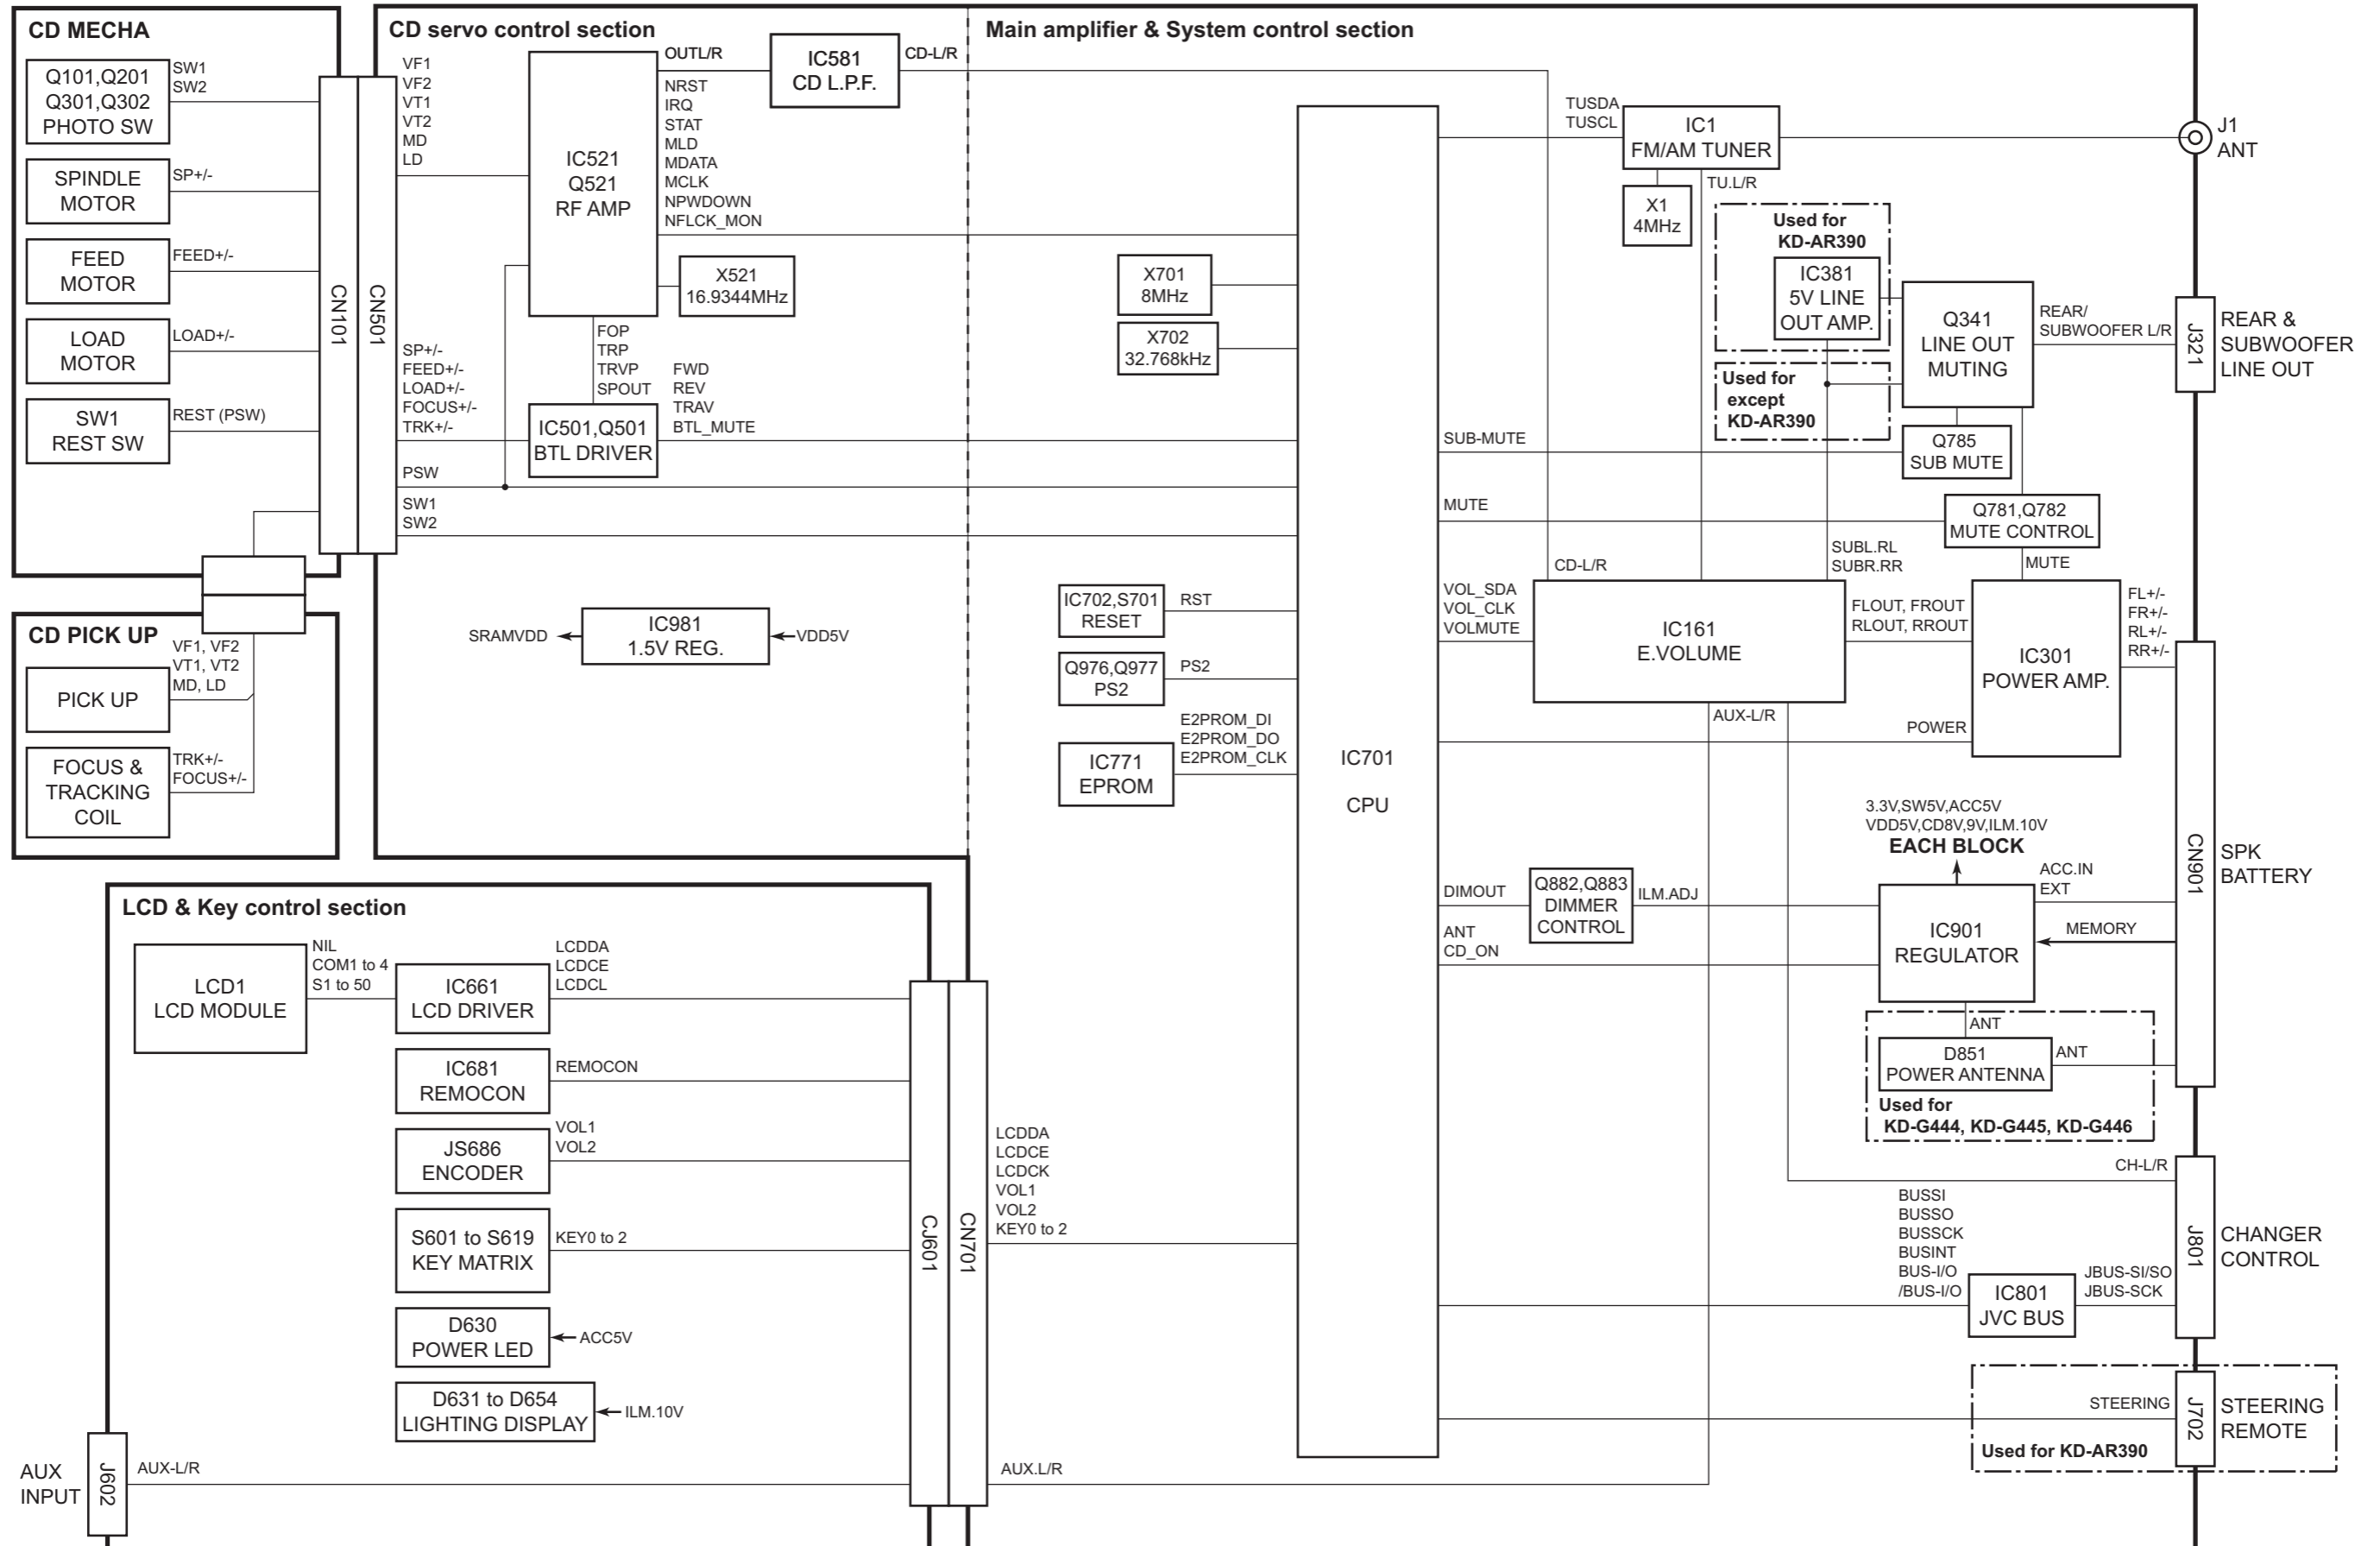 CD MECHA
Q101,Q201
Q301,Q302
PHOTO SW
SW1
SW2
SPINDLE
MOTOR
SP+/-
FEED
MOTOR
FEED+/-
LOAD
MOTOR
LOAD+/-
SW1
REST SW
REST (PSW)
CN101
CN501
CD PICK UP
PICK UP
VF1, VF2
VT1, VT2
MD, LD
FOCUS &
TRACKING
COIL
TRK+/-
FOCUS+/-
CD servo control section
VF1
VF2
VT1
VT2
MD
LD
IC521
Q521
RF AMP
OUTL/R
IC581
CD L.P.F.
CD-L/R
NRST
IRQ
STAT
MLD
MDATA
MCLK
NPWDOWN
NFLCK_MON
X521
16.9344MHz
FOP
TRP
TRVP
SPOUT
SP+/-
FEED+/-
LOAD+/-
FOCUS+/-
TRK+/-
IC501,Q501
BTL DRIVER
FWD
REV
TRAV
BTL_MUTE
PSW
SW1
SW2
SRAMVDD
IC981
1.5V REG.
VDD5V
Main amplifier & System control section
X701
8MHz
X702
32.768kHz
IC702,S701
RESET
RST
Q976,Q977
PS2
PS2
IC771
EPROM
E2PROM_DI
E2PROM_DO
E2PROM_CLK
IC701
CPU
TUSDA
TUSCL
IC1
FM/AM TUNER
J1
ANT
X1
4MHz
TU.L/R
Used for
KD-AR390
IC381
5V LINE
OUT AMP.
Used for
except
KD-AR390
Q341
LINE OUT
MUTING
REAR/
SUBWOOFER L/R
J321
REAR &
SUBWOOFER
LINE OUT
SUB-MUTE
Q785
SUB MUTE
MUTE
Q781,Q782
MUTE CONTROL
MUTE
CD-L/R
SUBL.RL
SUBR.RR
VOL_SDA
VOL_CLK
VOLMUTE
IC161
E.VOLUME
FLOUT, FROUT
RLOUT, RROUT
IC301
POWER AMP.
FL+/-
FR+/-
RL+/-
RR+/-
AUX-L/R
POWER
3.3V,SW5V,ACC5V
VDD5V,CD8V,9V,ILM.10V
EACH BLOCK
DIMOUT
Q882,Q883
DIMMER
CONTROL
ILM.ADJ
ANT
CD_ON
IC901
REGULATOR
ACC.IN
EXT
MEMORY
CN901
SPK
BATTERY
ANT
D851
POWER ANTENNA
ANT
Used for
KD-G444, KD-G445, KD-G446
CH-L/R
BUSSI
BUSSO
BUSSCK
BUSINT
BUS-I/O
/BUS-I/O
IC801
JVC BUS
JBUS-SI/SO
JBUS-SCK
J801
CHANGER
CONTROL
STEERING
J702
STEERING
REMOTE
Used for KD-AR390
LCD & Key control section
LCD1
LCD MODULE
NIL
COM1 to 4
S1 to 50
IC661
LCD DRIVER
LCDDA
LCDCE
LCDCL
IC681
REMOCON
REMOCON
JS686
ENCODER
VOL1
VOL2
S601 to S619
KEY MATRIX
KEY0 to 2
D630
POWER LED
ACC5V
D631 to D654
LIGHTING DISPLAY
ILM.10V
CJ601
CN701
LCDDA
LCDCE
LCDCK
VOL1
VOL2
KEY0 to 2
AUX
INPUT
J602
AUX-L/R
AUX.L/R